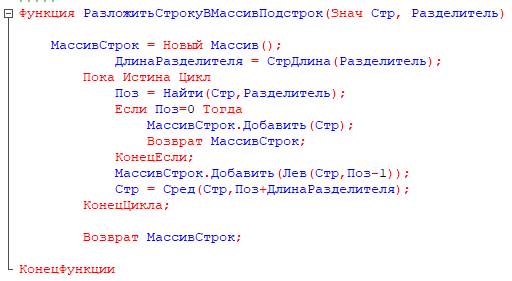 Функция РазложитьСтрокуВМассивПодстрок(Знач Стр, Разделитель)
МассивСтрок = Новый Массив();
ДлинаРазделителя = СтрДлина(Разделитель);
Пока Истина Цикл
Поз = Найти(Стр,Разделитель);
Если Поз=0 Тогда
МассивСтрок.Добавить(Стр);
Возврат МассивСтрок;
КонецЕсли;
МассивСтрок.Добавить(Лев(Стр,Поз-1));
Стр = Сред(Стр,Поз+ДлинаРазделителя);
КонецЦикла;
Возврат МассивСтрок;
КонецФункции